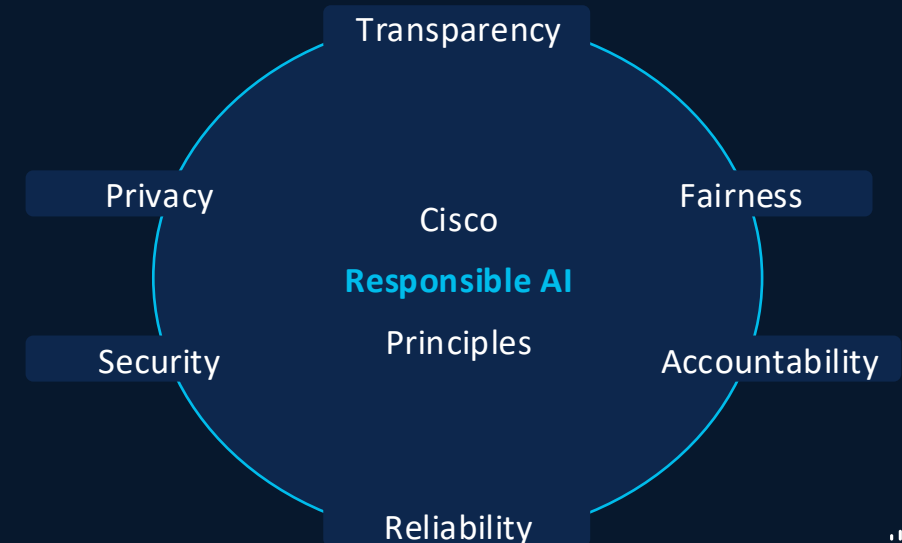 Transparency
Privacy
Fairness
Cisco
Responsible AI
Principles
Security
Accountability
Reliability